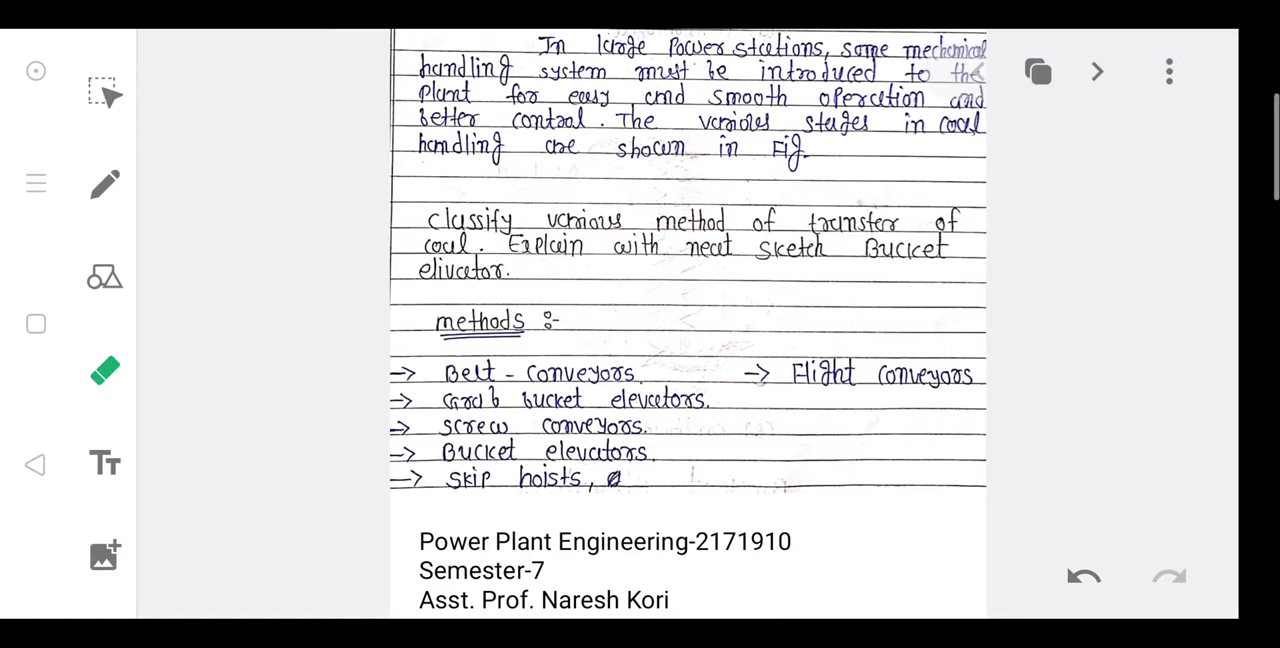 In large power stations, some mechanical
handling system must be introduced to the
plant for easy and smooth operation and
better control. The various stages in coal
handling are shown in Fig.
classify various method of transfer of
coal. Explain with neat sketch Bucket
elivator.
methods :-
→ Belt - conveyors. → Flight conveyors
→ Grab bucket elevators.
→ screw conveyors.
→ Bucket elevators.
→ skip hoists,
Power Plant Engineering-2171910
Semester-7
Asst. Prof. Naresh Kori
TT